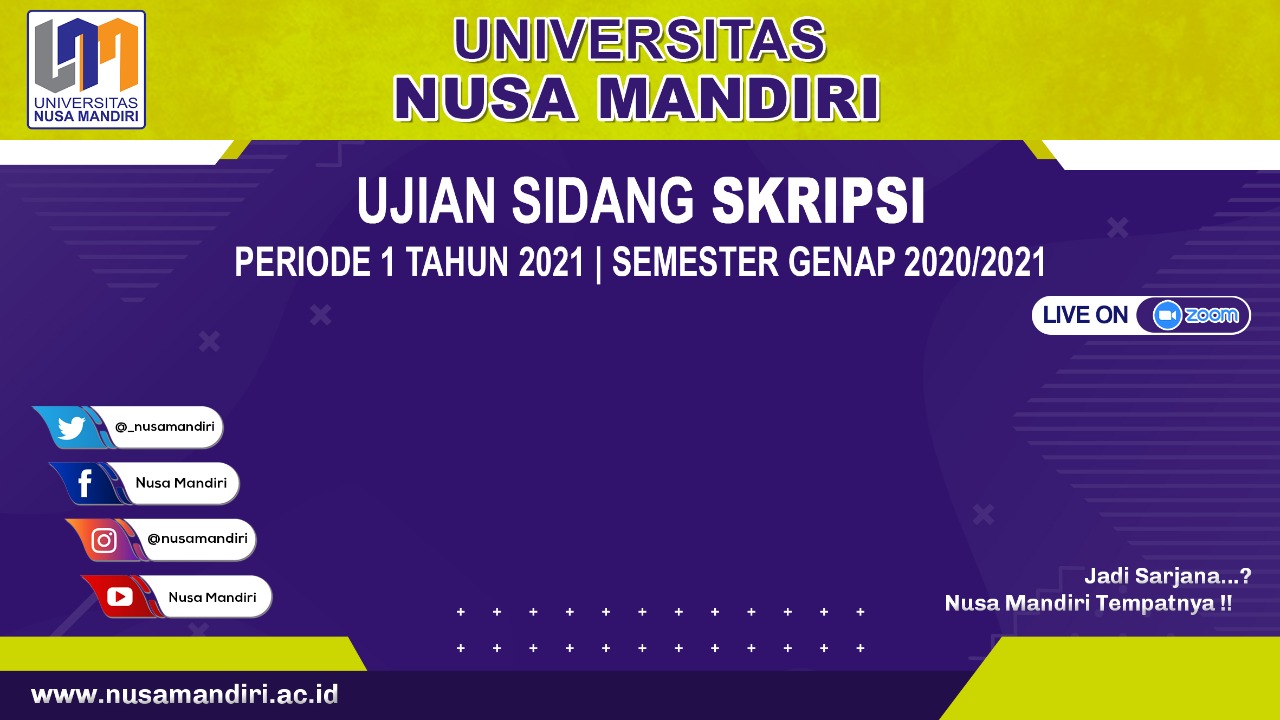 UNIVERSITAS
NUSA MANDIRI
UNIVERSITAS
NUSA MANDIRI
UJIAN SIDANG SKRIPSI
PERIODE 1 TAHUN 2021 | SEMESTER GENAP 2020/2021
LIVE ON zoom
@_nusamandiri
Nusa Mandiri
@nusamandiri
Nusa Mandiri
Jadi Sarjana...?
Nusa Mandiri Tempatnya !!
www.nusamandiri.ac.id